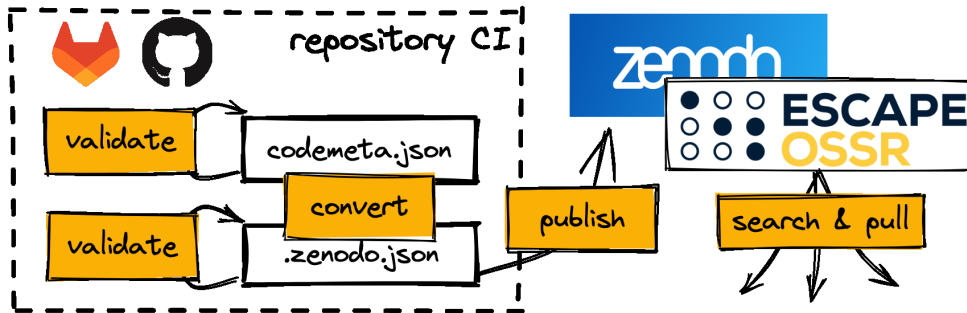 repository CI
zenodo
ESCAPE
OSSR
validate
codemeta.json
convert
publish
search & pull
validate
.zenodo.json